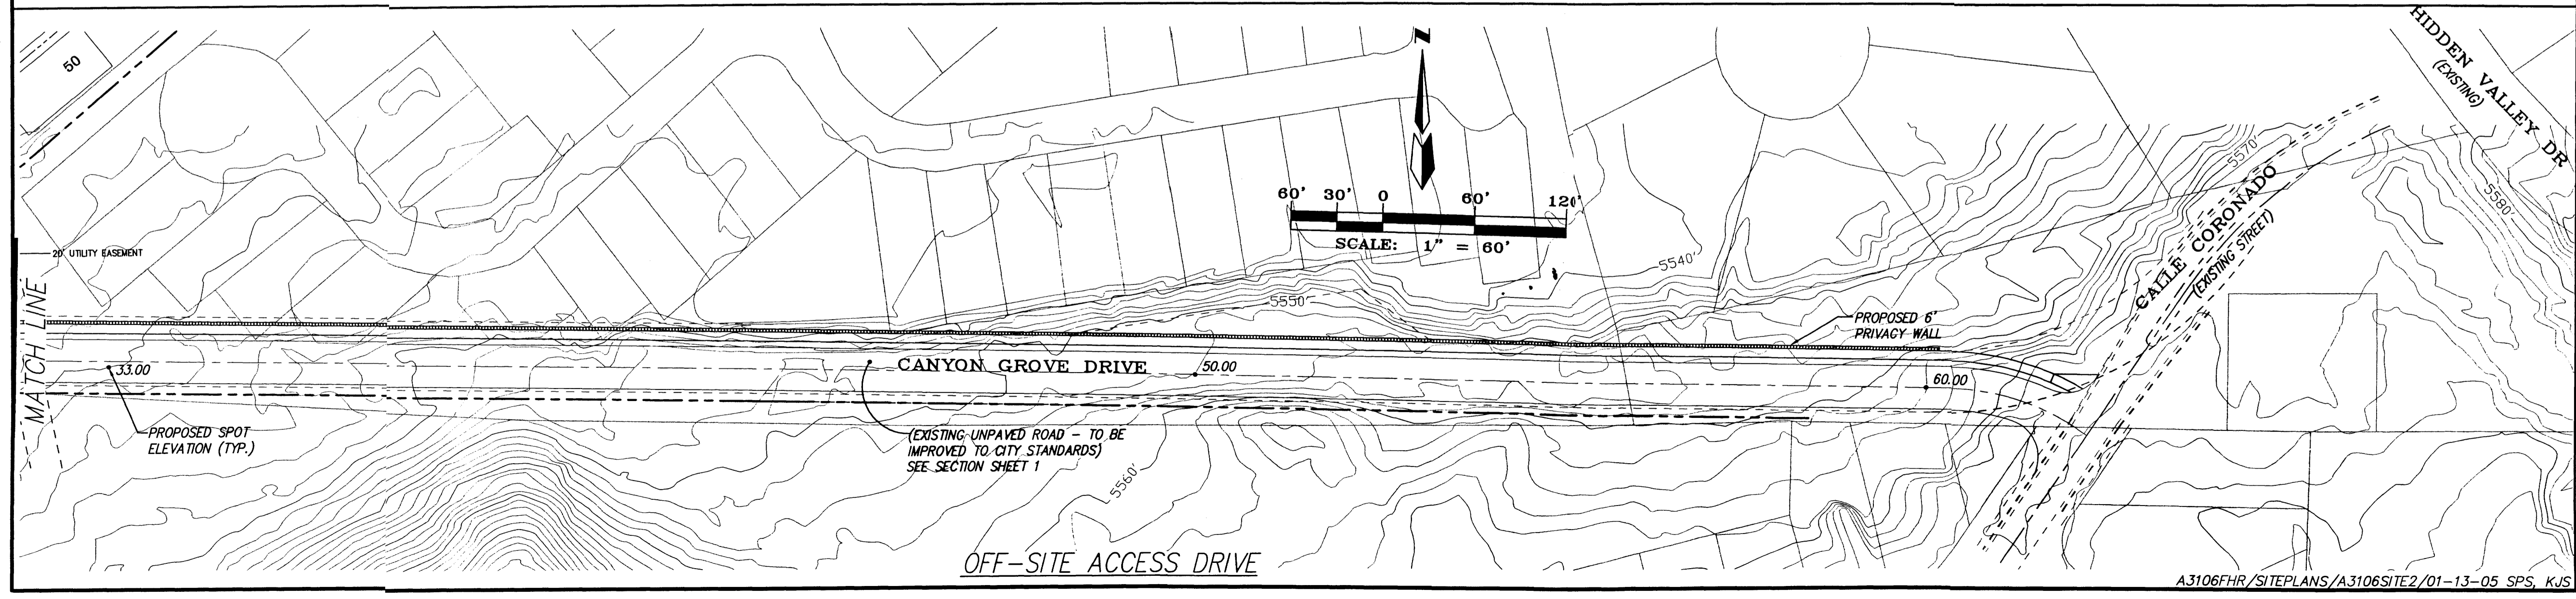 50
HIDDEN VALLEY DR
(EXISTING)
N
60' 30' 0 60' 120'
SCALE: 1" = 60'
20' UTILITY EASEMENT
MATCH LINE
5570'
CALLE CORONADO
(EXISTING STREET)
5580'
5540'
5550'
PROPOSED 6'
PRIVACY WALL
33.00
CANYON GROVE DRIVE
50.00
60.00
PROPOSED SPOT
ELEVATION (TYP.)
(EXISTING UNPAVED ROAD - TO BE
IMPROVED TO CITY STANDARDS)
SEE SECTION SHEET 1
5560'
OFF-SITE ACCESS DRIVE
A3106FHR/SITEPLANS/A3106SITE2/01-13-05 SPS, KJS